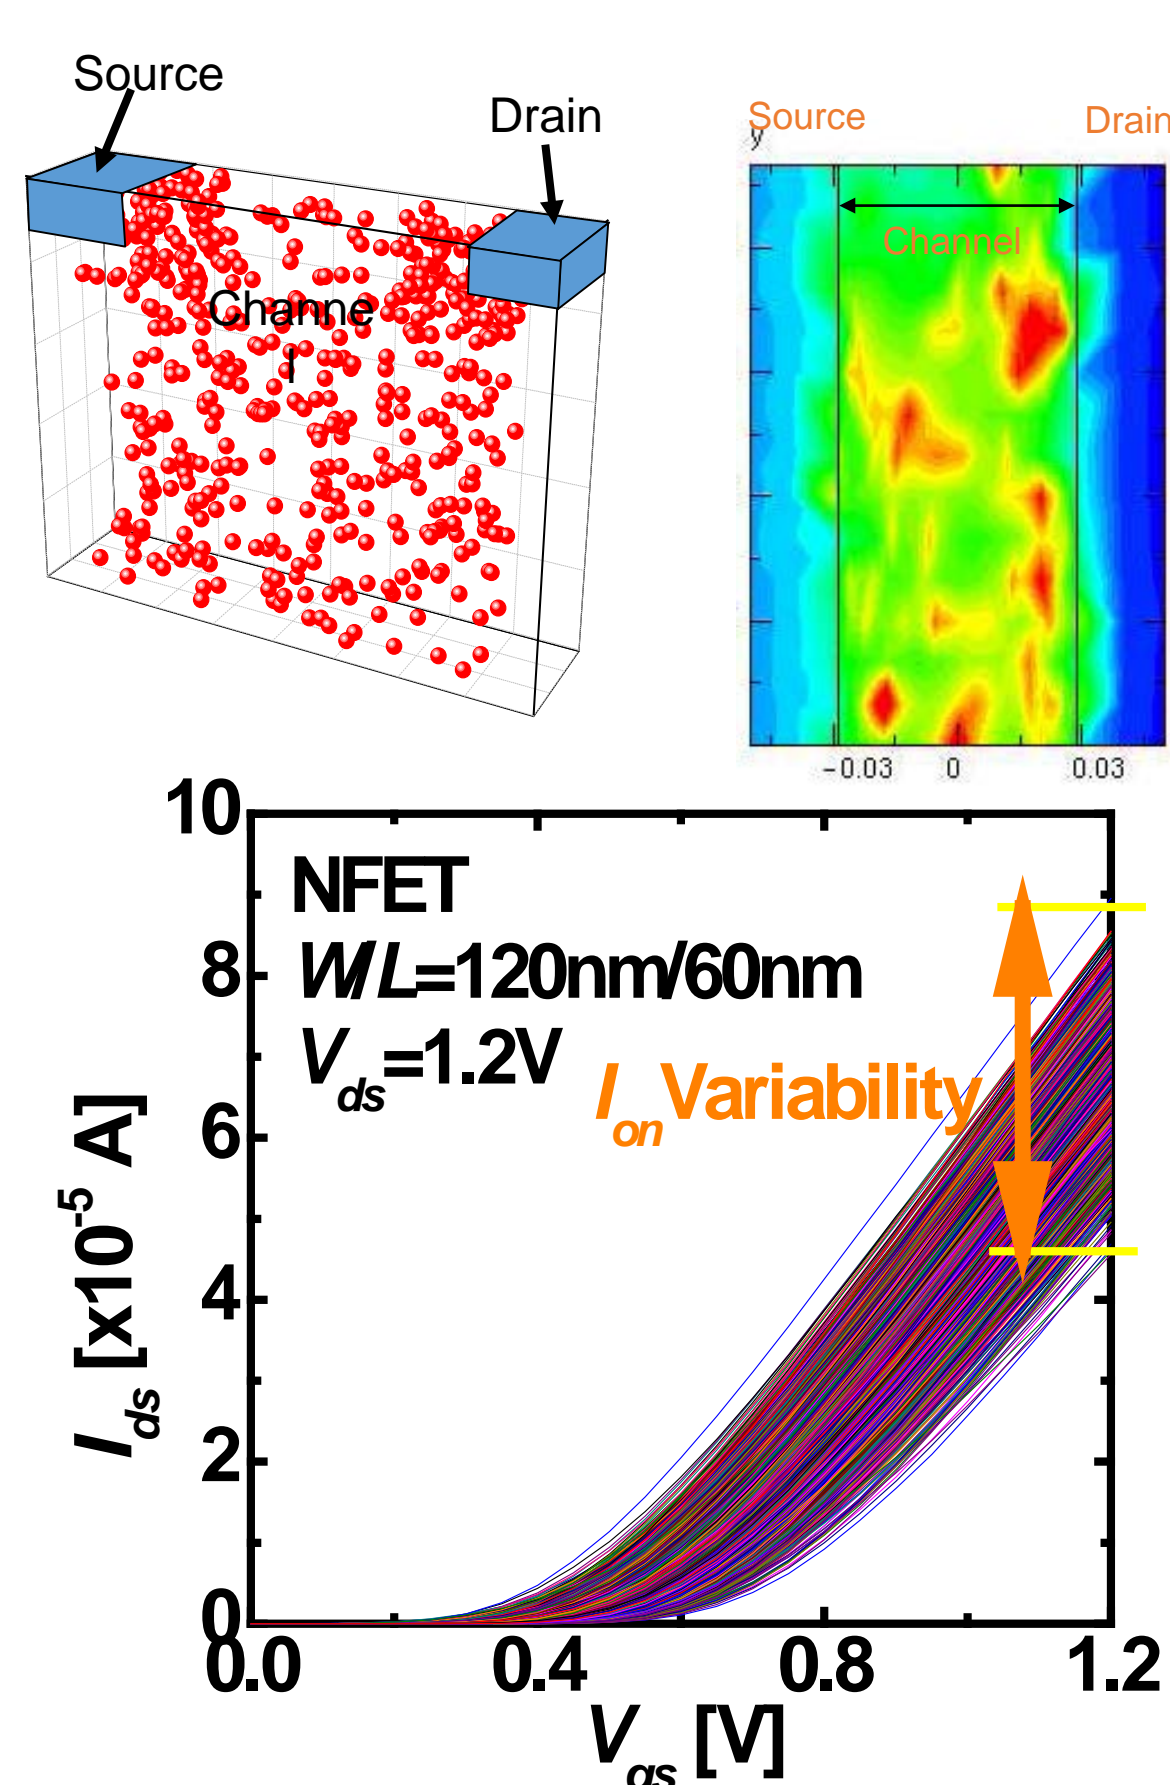 Source
Drain
Channe
l
Source
Drain
y
Channel
-0.03 0 0.03
10
8
6
4
2
0
NFET
W/L=120nm/60nm
Vds=1.2V
Ion Variability
Ids [x10-5 A]
0.0 0.4 0.8 1.2
Vgs [V]